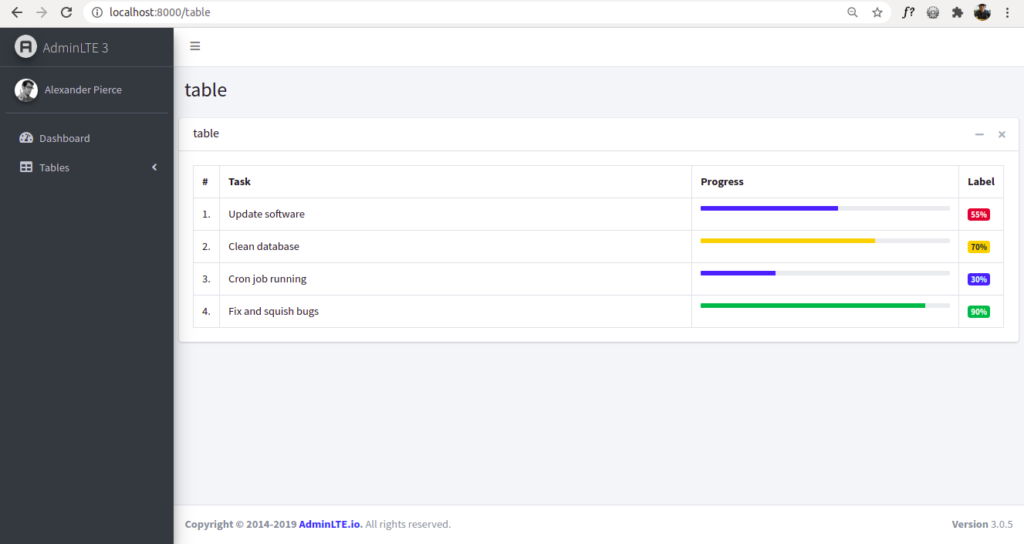 localhost:8000/table
f?
AdminLTE 3
Alexander Pierce
Dashboard
Tables
table
table
# Task Progress Label
1. Update software 55%
2. Clean database 70%
3. Cron job running 30%
4. Fix and squish bugs 90%
Copyright © 2014-2019 AdminLTE.io. All rights reserved. Version 3.0.5